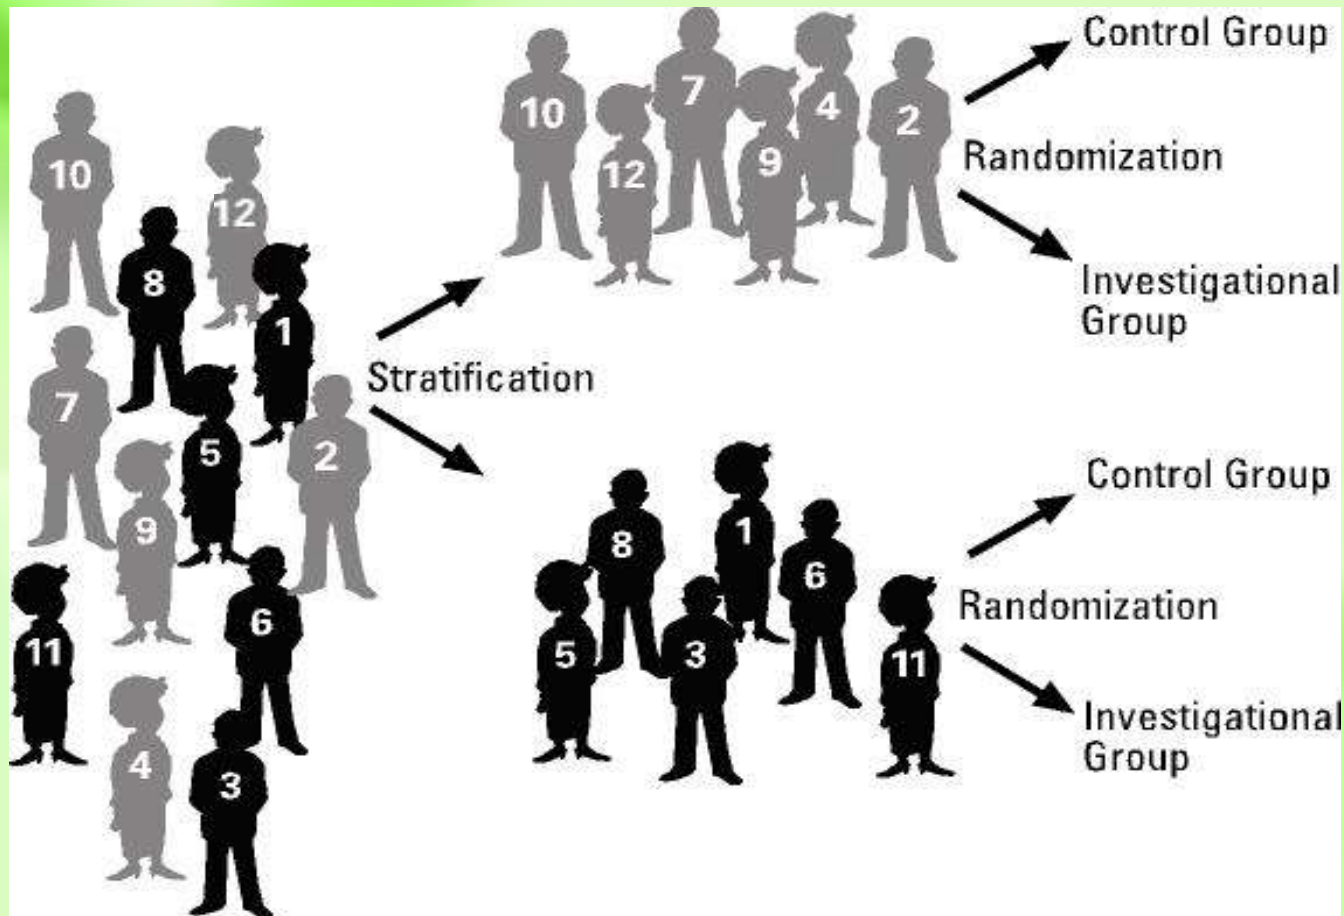 10
12
8
1
7
5
2
9
11
6
4
3
Stratification
10
7
4
2
12
9
Control Group
Randomization
Investigational
Group
8
1
6
5
3
11
Control Group
Randomization
Investigational
Group